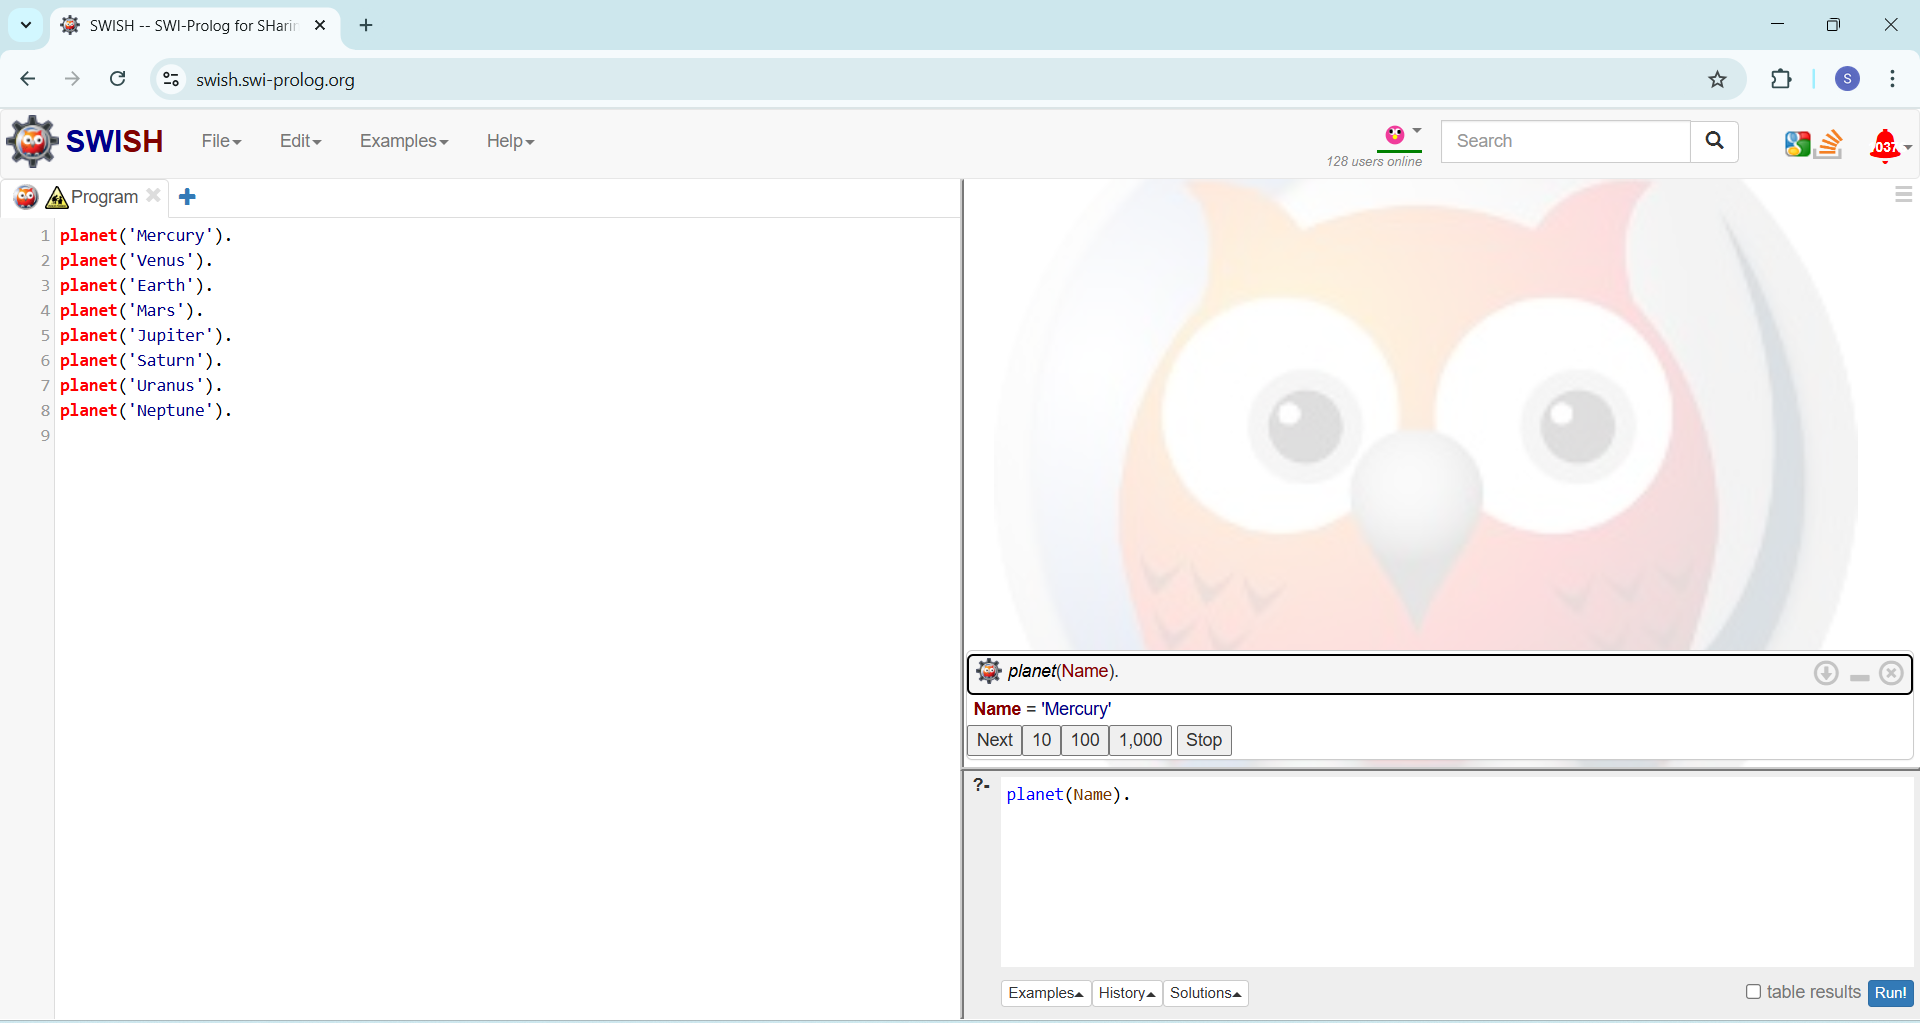 SWISH -- SWI-Prolog for SHarin
swish.swi-prolog.org
S
SWISH
File
Edit
Examples
Help
128 users online
Search
037
Program
1 planet('Mercury').
2 planet('Venus').
3 planet('Earth').
4 planet('Mars').
5 planet('Jupiter').
6 planet('Saturn').
7 planet('Uranus').
8 planet('Neptune').
9
planet(Name).
Name = 'Mercury'
Next 10 100 1,000 Stop
?- planet(Name).
Examples History Solutions
table results Run!